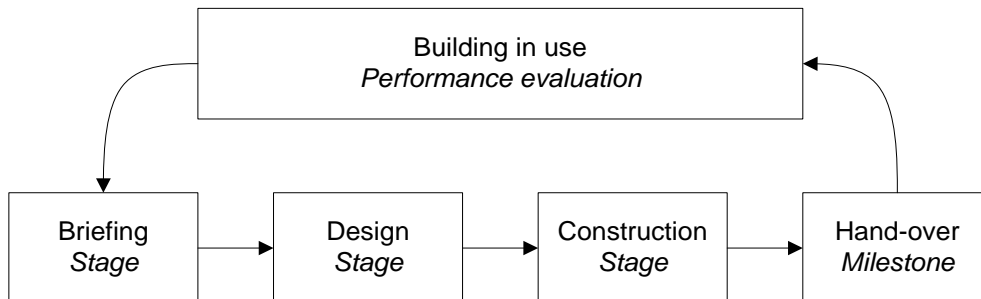 Building in use
Performance evaluation
Briefing
Stage
Design
Stage
Construction
Stage
Hand-over
Milestone